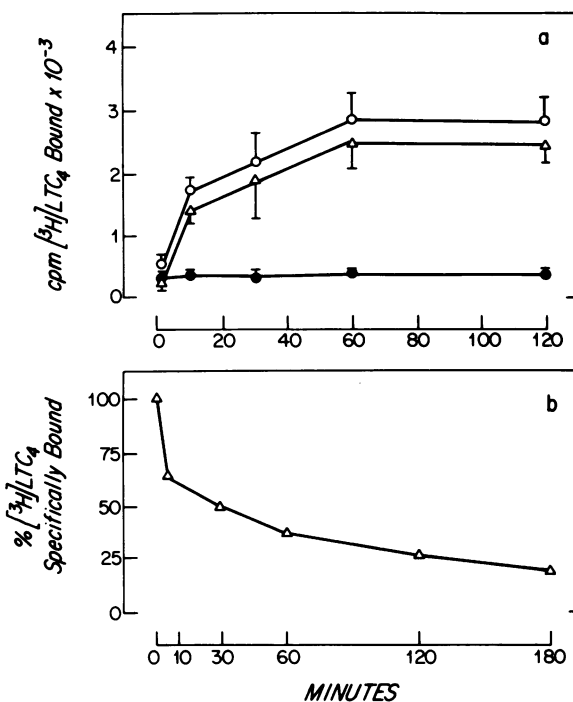 a
cpm [³H]LTC₄ Bound x 10⁻³
4
3
2
1
0
0 20 40 60 80 100 120
b
% [³H]LTC₄
Specifically Bound
100
75
50
25
0
0 10 30 60 120 180
MINUTES